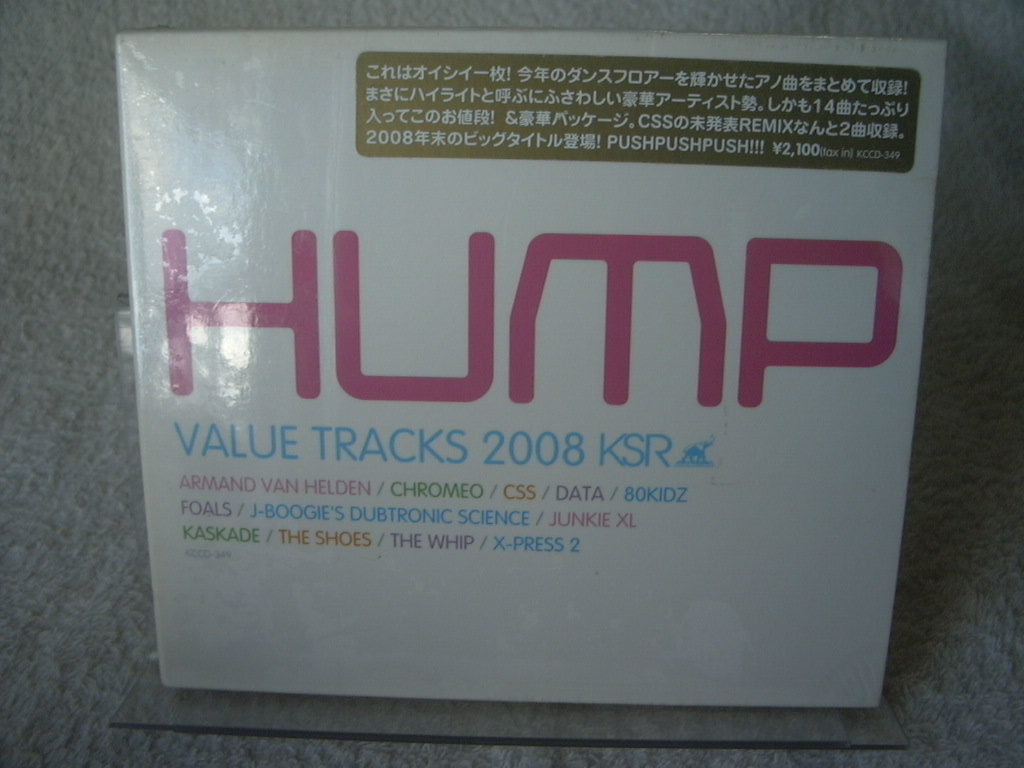 これはオイシイ一枚! 今年のダンスフロアーを輝かせたアノ曲をまとめて収録!
まさにハイライトと呼ぶにふさわしい豪華アーティスト勢。しかも14曲たっぷり
入ってこのお値段! &豪華パッケージ。CSSの未発表REMIXなんと2曲収録。
2008年末のビッグタイトル登場! PUSHPUSHPUSH!!! ¥2,100(tax in) KCCD-349
HUMP
VALUE TRACKS 2008 KSR
ARMAND VAN HELDEN / CHROMEO / CSS / DATA / 80KIDZ
FOALS / J-BOOGIE'S DUBTRONIC SCIENCE / JUNKIE XL
KASKADE / THE SHOES / THE WHIP / X-PRESS 2
KCCD-349